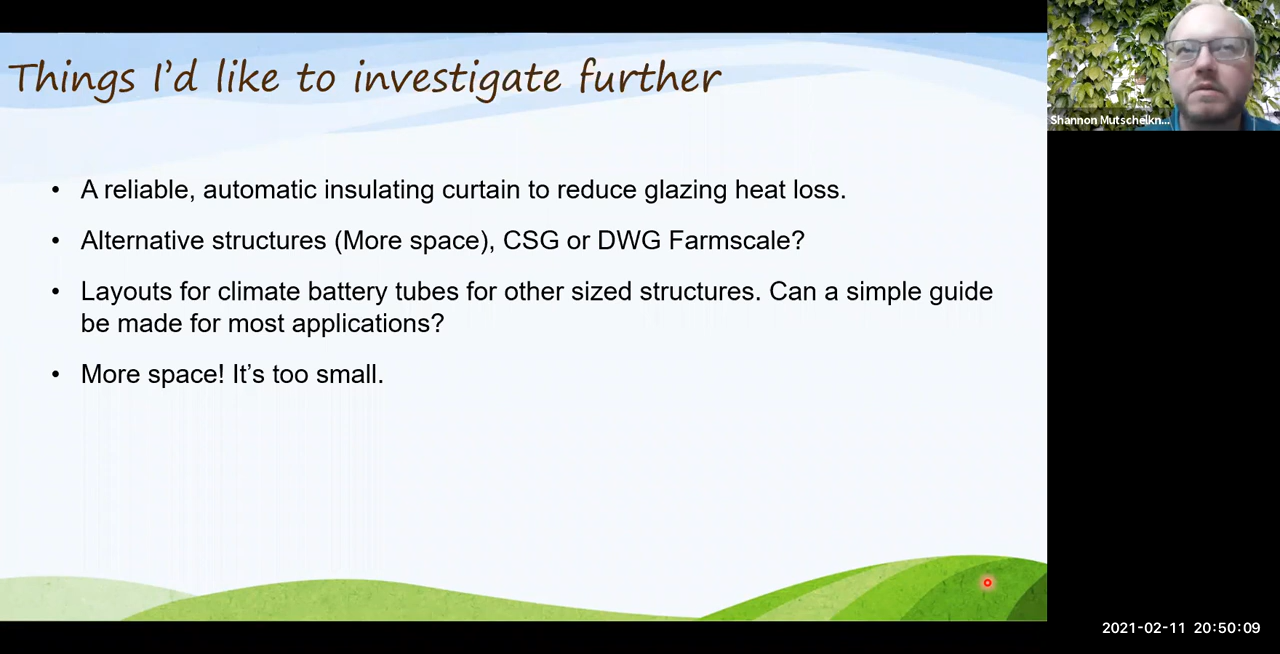 Things I'd like to investigate further
Shannon Mutschelkn...
• A reliable, automatic insulating curtain to reduce glazing heat loss.
• Alternative structures (More space), CSG or DWG Farmscale?
• Layouts for climate battery tubes for other sized structures. Can a simple guide
be made for most applications?
• More space! It's too small.
2021-02-11 20:50:09